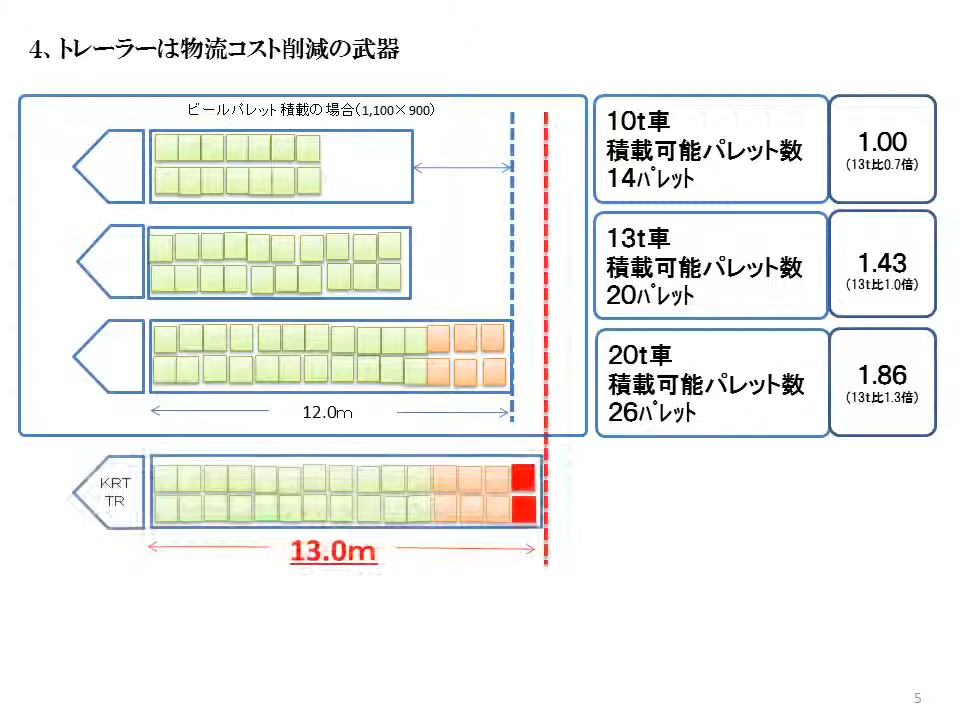 4、トレーラーは物流コスト削減の武器
ビールパレット積載の場合(1,100×900)
10t車
積載可能パレット数
14ﾊﾟﾚｯﾄ
1.00
(13t比0.7倍)
13t車
積載可能パレット数
20ﾊﾟﾚｯﾄ
1.43
(13t比1.0倍)
20t車
積載可能パレット数
26ﾊﾟﾚｯﾄ
1.86
(13t比1.3倍)
12.0m
KRT
TR
13.0m
5